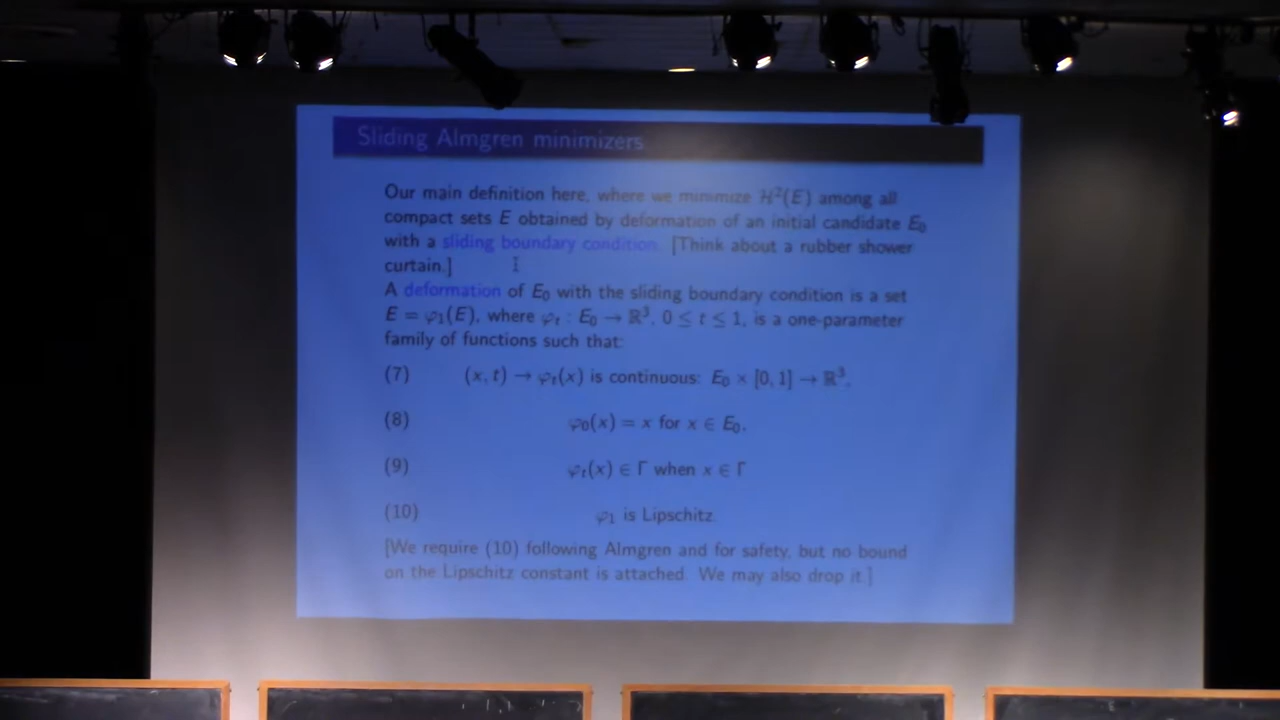 Sliding Almgren minimizers
Our main definition here, where we minimize H²(E) among all
compact sets E obtained by deformation of an initial candidate E₀
with a sliding boundary condition. [Think about a rubber shower
curtain.]
A deformation of E₀ with the sliding boundary condition is a set
E = φ₁(E), where φₜ : E₀ → ℝ³, 0 ≤ t ≤ 1, is a one-parameter
family of functions such that:
(7) (x, t) → φₜ(x) is continuous: E₀ × [0, 1] → ℝ³,
(8) φ₀(x) = x for x ∈ E₀,
(9) φₜ(x) ∈ Γ when x ∈ Γ
(10) φ₁ is Lipschitz.
[We require (10) following Almgren and for safety, but no bound
on the Lipschitz constant is attached. We may also drop it.]